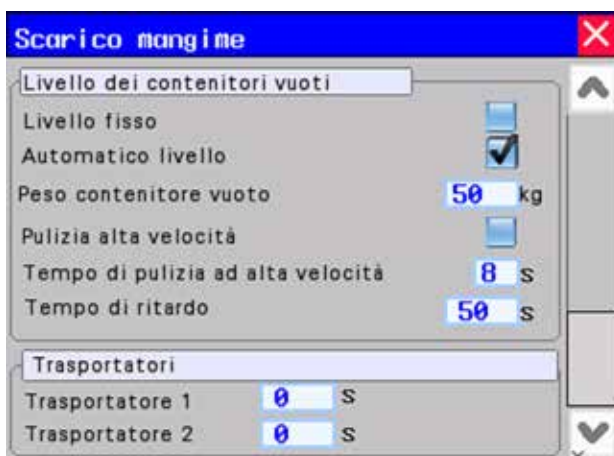 Scarico mangime
Livello dei contenitori vuoti
Livello fisso
Automatico livello
Peso contenitore vuoto 50 kg
Pulizia alta velocità
Tempo di pulizia ad alta velocità 8 s
Tempo di ritardo 50 s
Trasportatori
Trasportatore 1 0 s
Trasportatore 2 0 s